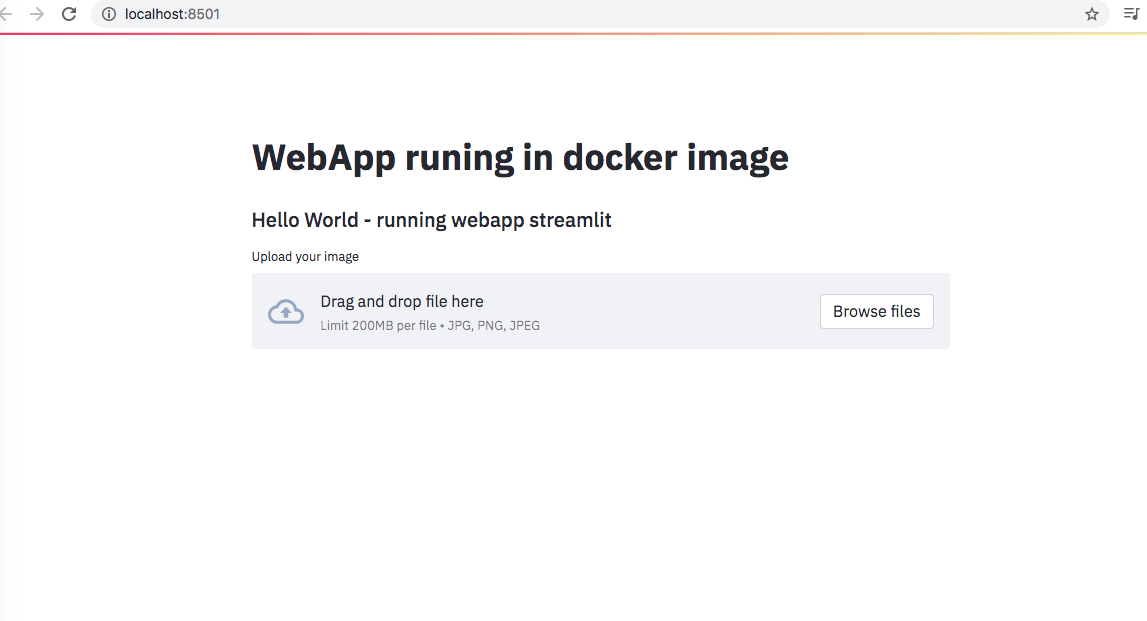 localhost:8501
WebApp runing in docker image
Hello World - running webapp streamlit
Upload your image
Drag and drop file here
Limit 200MB per file • JPG, PNG, JPEG
Browse files